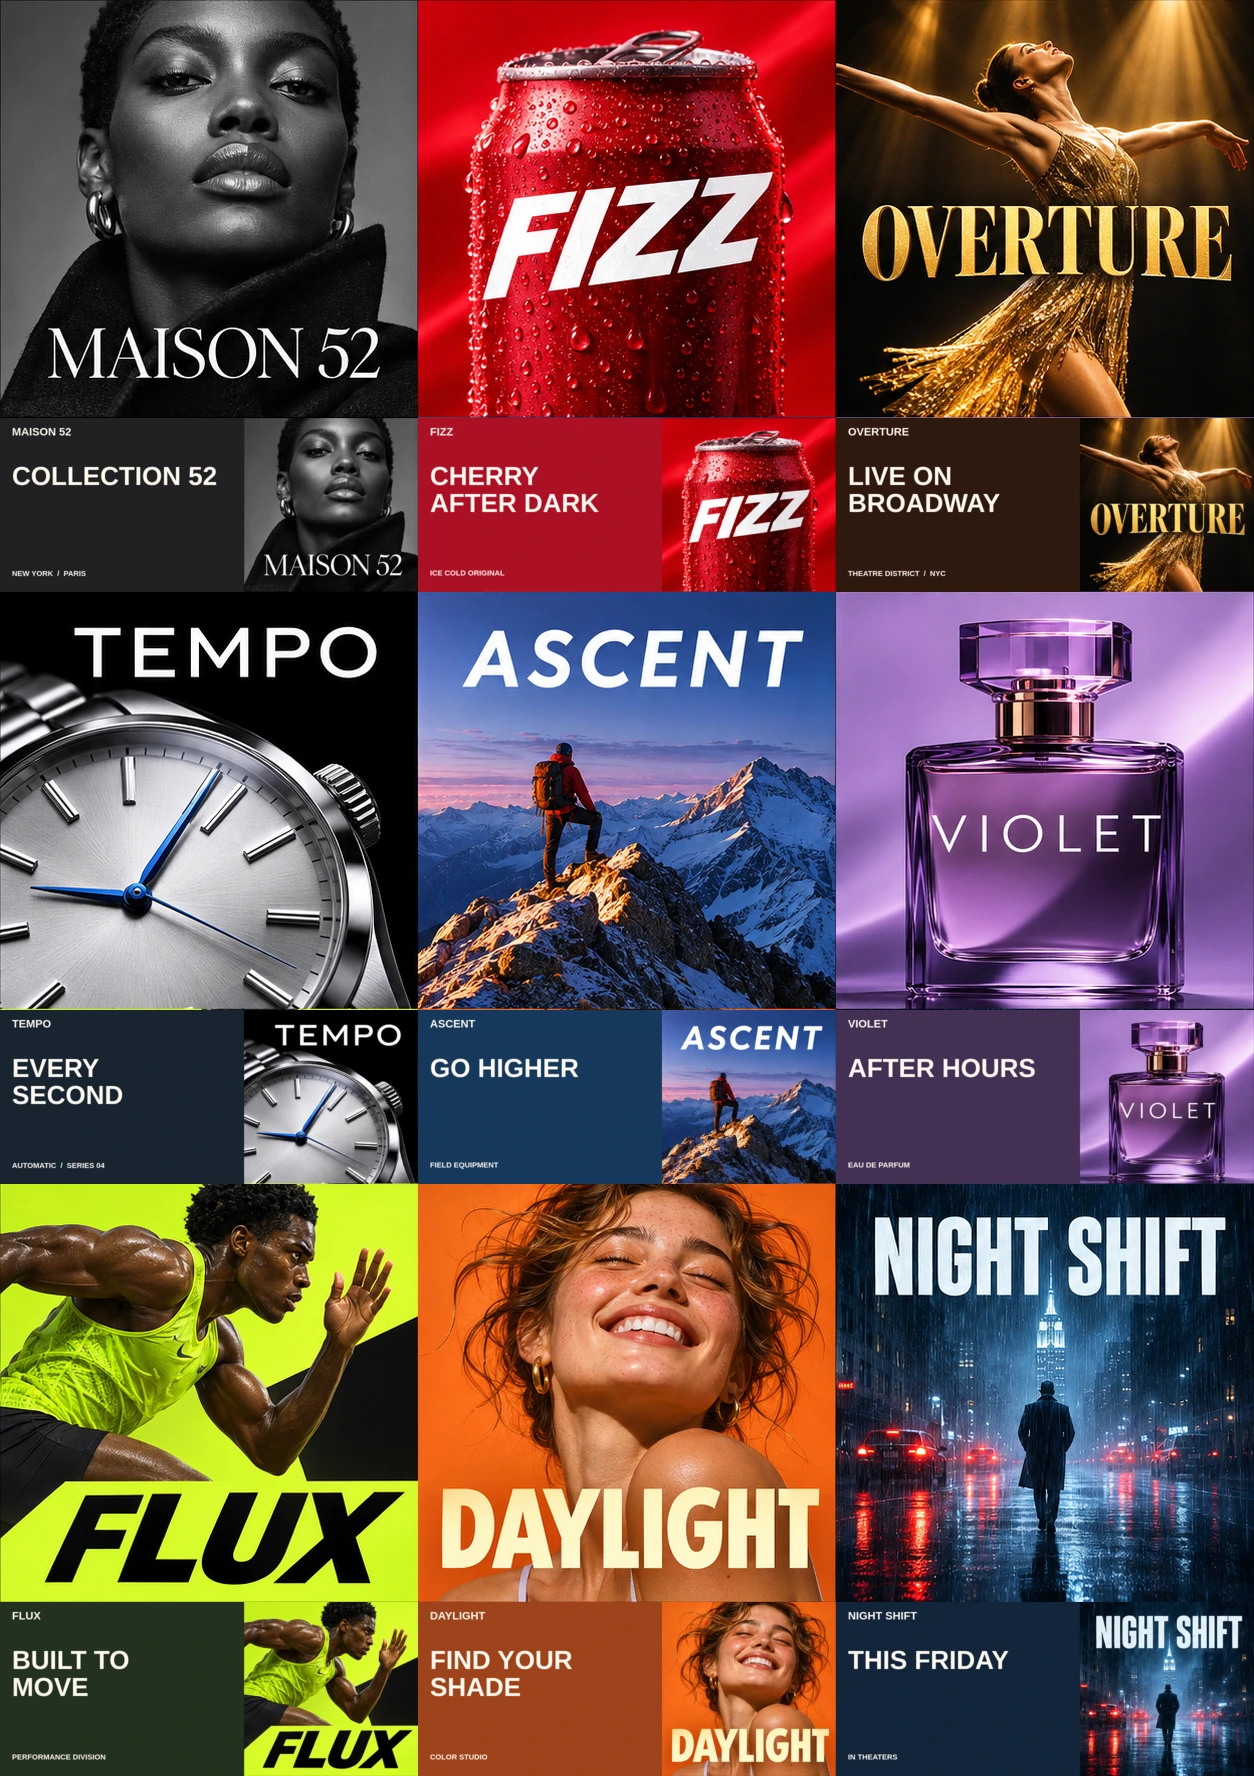 MAISON 52
FIZZ
OVERTURE
MAISON 52
COLLECTION 52
NEW YORK / PARIS
MAISON 52
FIZZ
CHERRY
AFTER DARK
ICE COLD ORIGINAL
FIZZ
OVERTURE
LIVE ON
BROADWAY
THEATRE DISTRICT / NYC
OVERTURE
TEMPO
ASCENT
VIOLET
TEMPO
EVERY
SECOND
AUTOMATIC / SERIES 04
TEMPO
ASCENT
GO HIGHER
FIELD EQUIPMENT
ASCENT
VIOLET
AFTER HOURS
EAU DE PARFUM
VIOLET
FLUX
DAYLIGHT
NIGHT SHIFT
FLUX
BUILT TO
MOVE
PERFORMANCE DIVISION
FLUX
DAYLIGHT
FIND YOUR
SHADE
COLOR STUDIO
DAYLIGHT
NIGHT SHIFT
THIS FRIDAY
IN THEATERS
NIGHT SHIFT